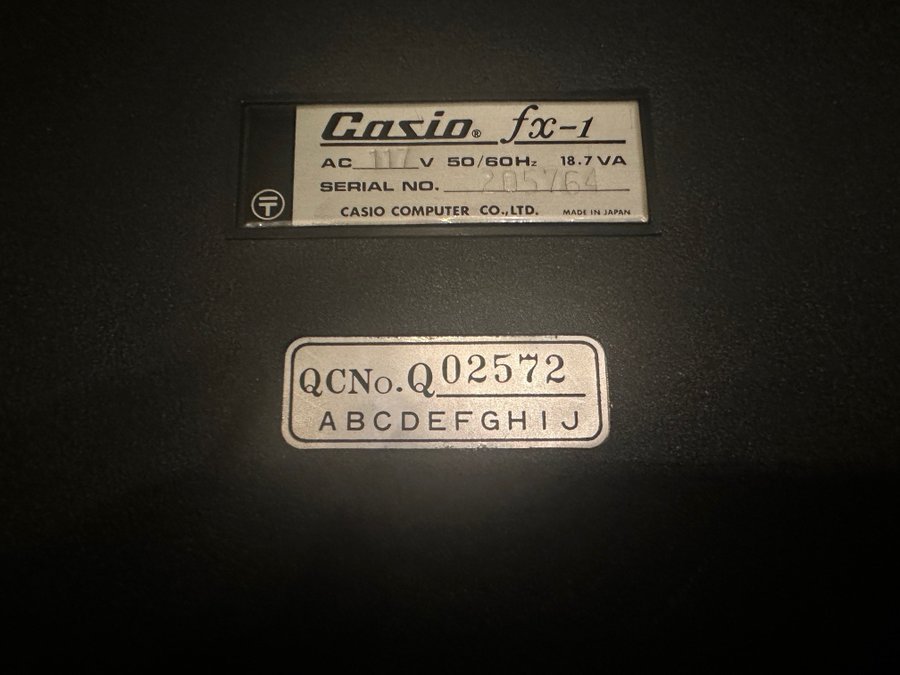 Casio® fx-1
AC 117 V 50/60Hz 18.7 VA
SERIAL NO. 205764
CASIO COMPUTER CO.,LTD. MADE IN JAPAN
QCNO.Q02572
ABCDEFGHIJ